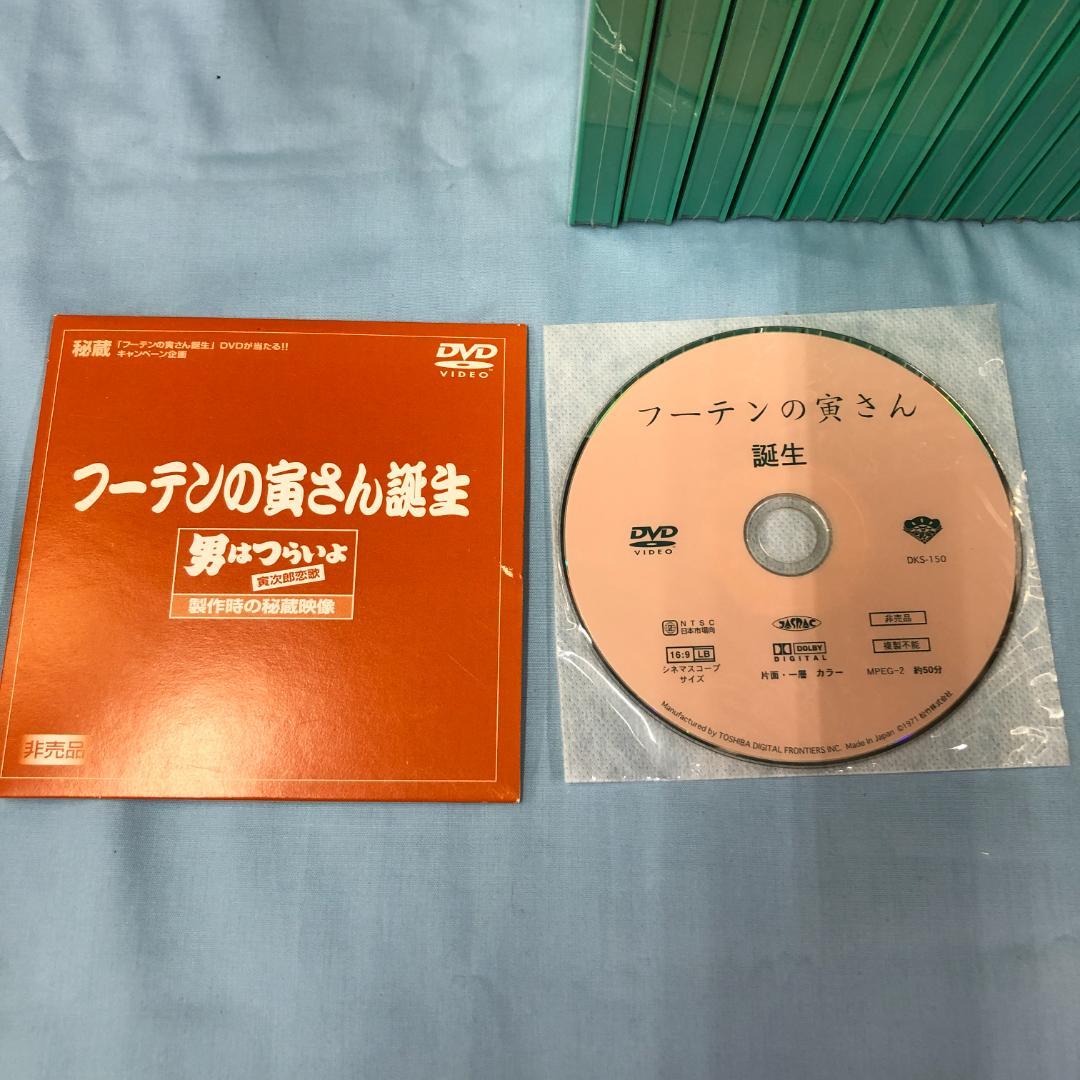 秘蔵
「フーテンの寅さん誕生」DVDが当たる!!
キャンペーン企画
DVD
VIDEO
フーテンの寅さん誕生
男はつらいよ
寅次郎恋歌
製作時の秘蔵映像
非売品
フーテンの寅さん
誕生
DVD
VIDEO
DKS-150
NTSC
日本市場向
JASRAC
非売品
16:9 LB
シネマスコープ
サイズ
DOLBY
DIGITAL
片面・一層 カラー
複製不能
MPEG-2 約50分
Manufactured by TOSHIBA DIGITAL FRONTIERS INC. Made in Japan ©1971 松竹株式会社